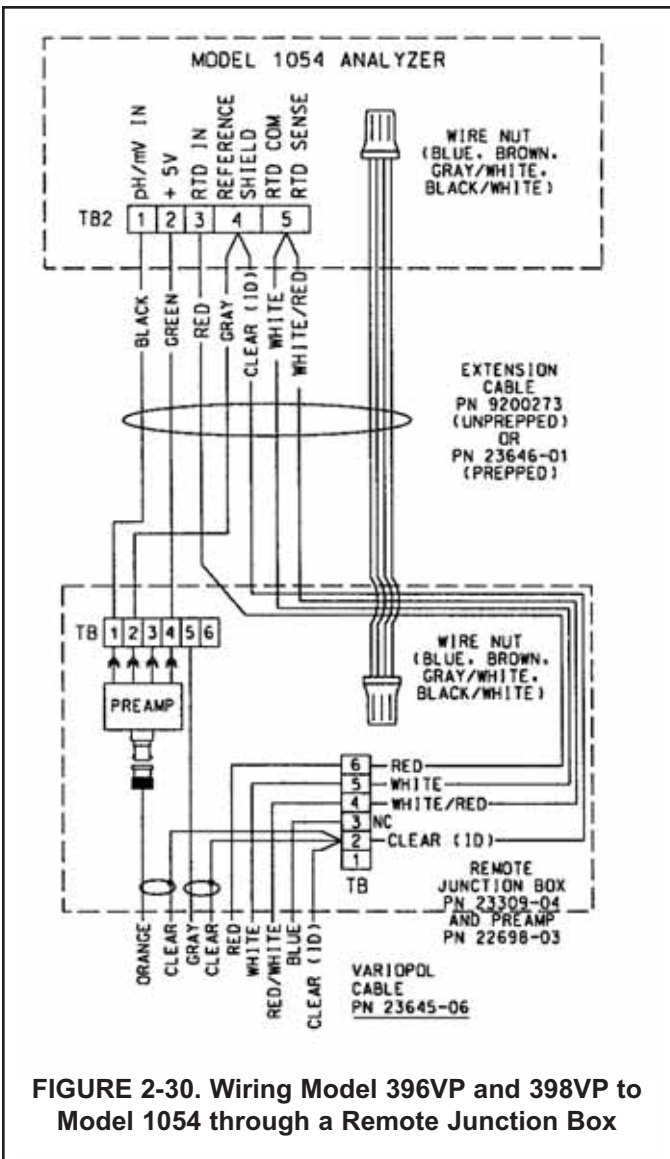 MODEL 1054 ANALYZER
pH/mV IN
+ 5V
RTD IN
REFERENCE
SHIELD
RTD COM
RTD SENSE
TB2 1 2 3 4 5
WIRE NUT
(BLUE, BROWN,
GRAY/WHITE,
BLACK/WHITE)
BLACK
GREEN
RED
GRAY
CLEAR (ID)
WHITE
WHITE/RED
EXTENSION
CABLE
PN 9200273
(UNPREPPED)
OR
PN 23646-01
(PREPPED)
TB 1 2 3 4 5 6
PREAMP
WIRE NUT
(BLUE, BROWN,
GRAY/WHITE,
BLACK/WHITE)
6 RED
5 WHITE
4 WHITE/RED
3 NC
2 CLEAR (ID)
1
TB
REMOTE
JUNCTION BOX
PN 23309-04
AND PREAMP
PN 22698-03
ORANGE
CLEAR
GRAY
CLEAR
RED
WHITE
RED/WHITE
BLUE
CLEAR (ID)
VARIOPOL
CABLE
PN 23645-06
FIGURE 2-30. Wiring Model 396VP and 398VP to
Model 1054 through a Remote Junction Box